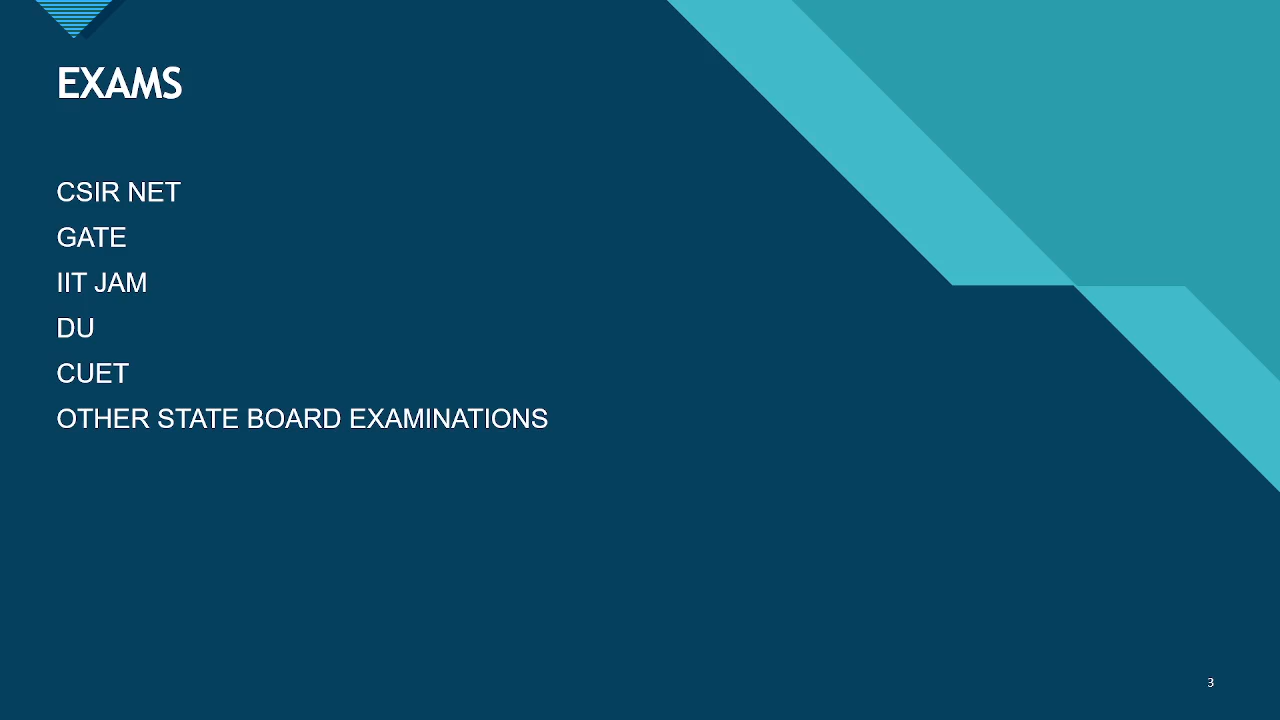 EXAMS
CSIR NET
GATE
IIT JAM
DU
CUET
OTHER STATE BOARD EXAMINATIONS
3